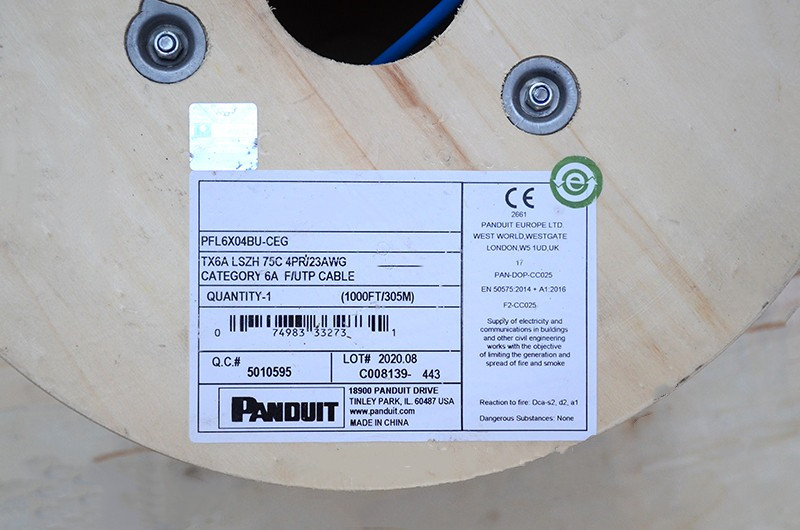 PFL6X04BU-CEG
TX6A LSZH 75C 4PR/23AWG
CATEGORY 6A F/UTP CABLE
QUANTITY-1 (1000FT/305M)
0 74983 33273 1
Q.C.# 5010595
LOT# 2020.08
C008139- 443
PANDUIT
18900 PANDUIT DRIVE
TINLEY PARK, IL. 60487 USA
www.panduit.com
MADE IN CHINA
e
CE
2661
PANDUIT EUROPE LTD.
WEST WORLD,WESTGATE
LONDON,W5 1UD,UK
17
PAN-DOP-CC025
EN 50575:2014 + A1:2016
F2-CC025.
Supply of electricity and
communications in buildings
and other civil engineering
works with the objective
of limiting the generation and
spread of fire and smoke
Reaction to fire: Dca-s2, d2, a1
Dangerous Substances: None